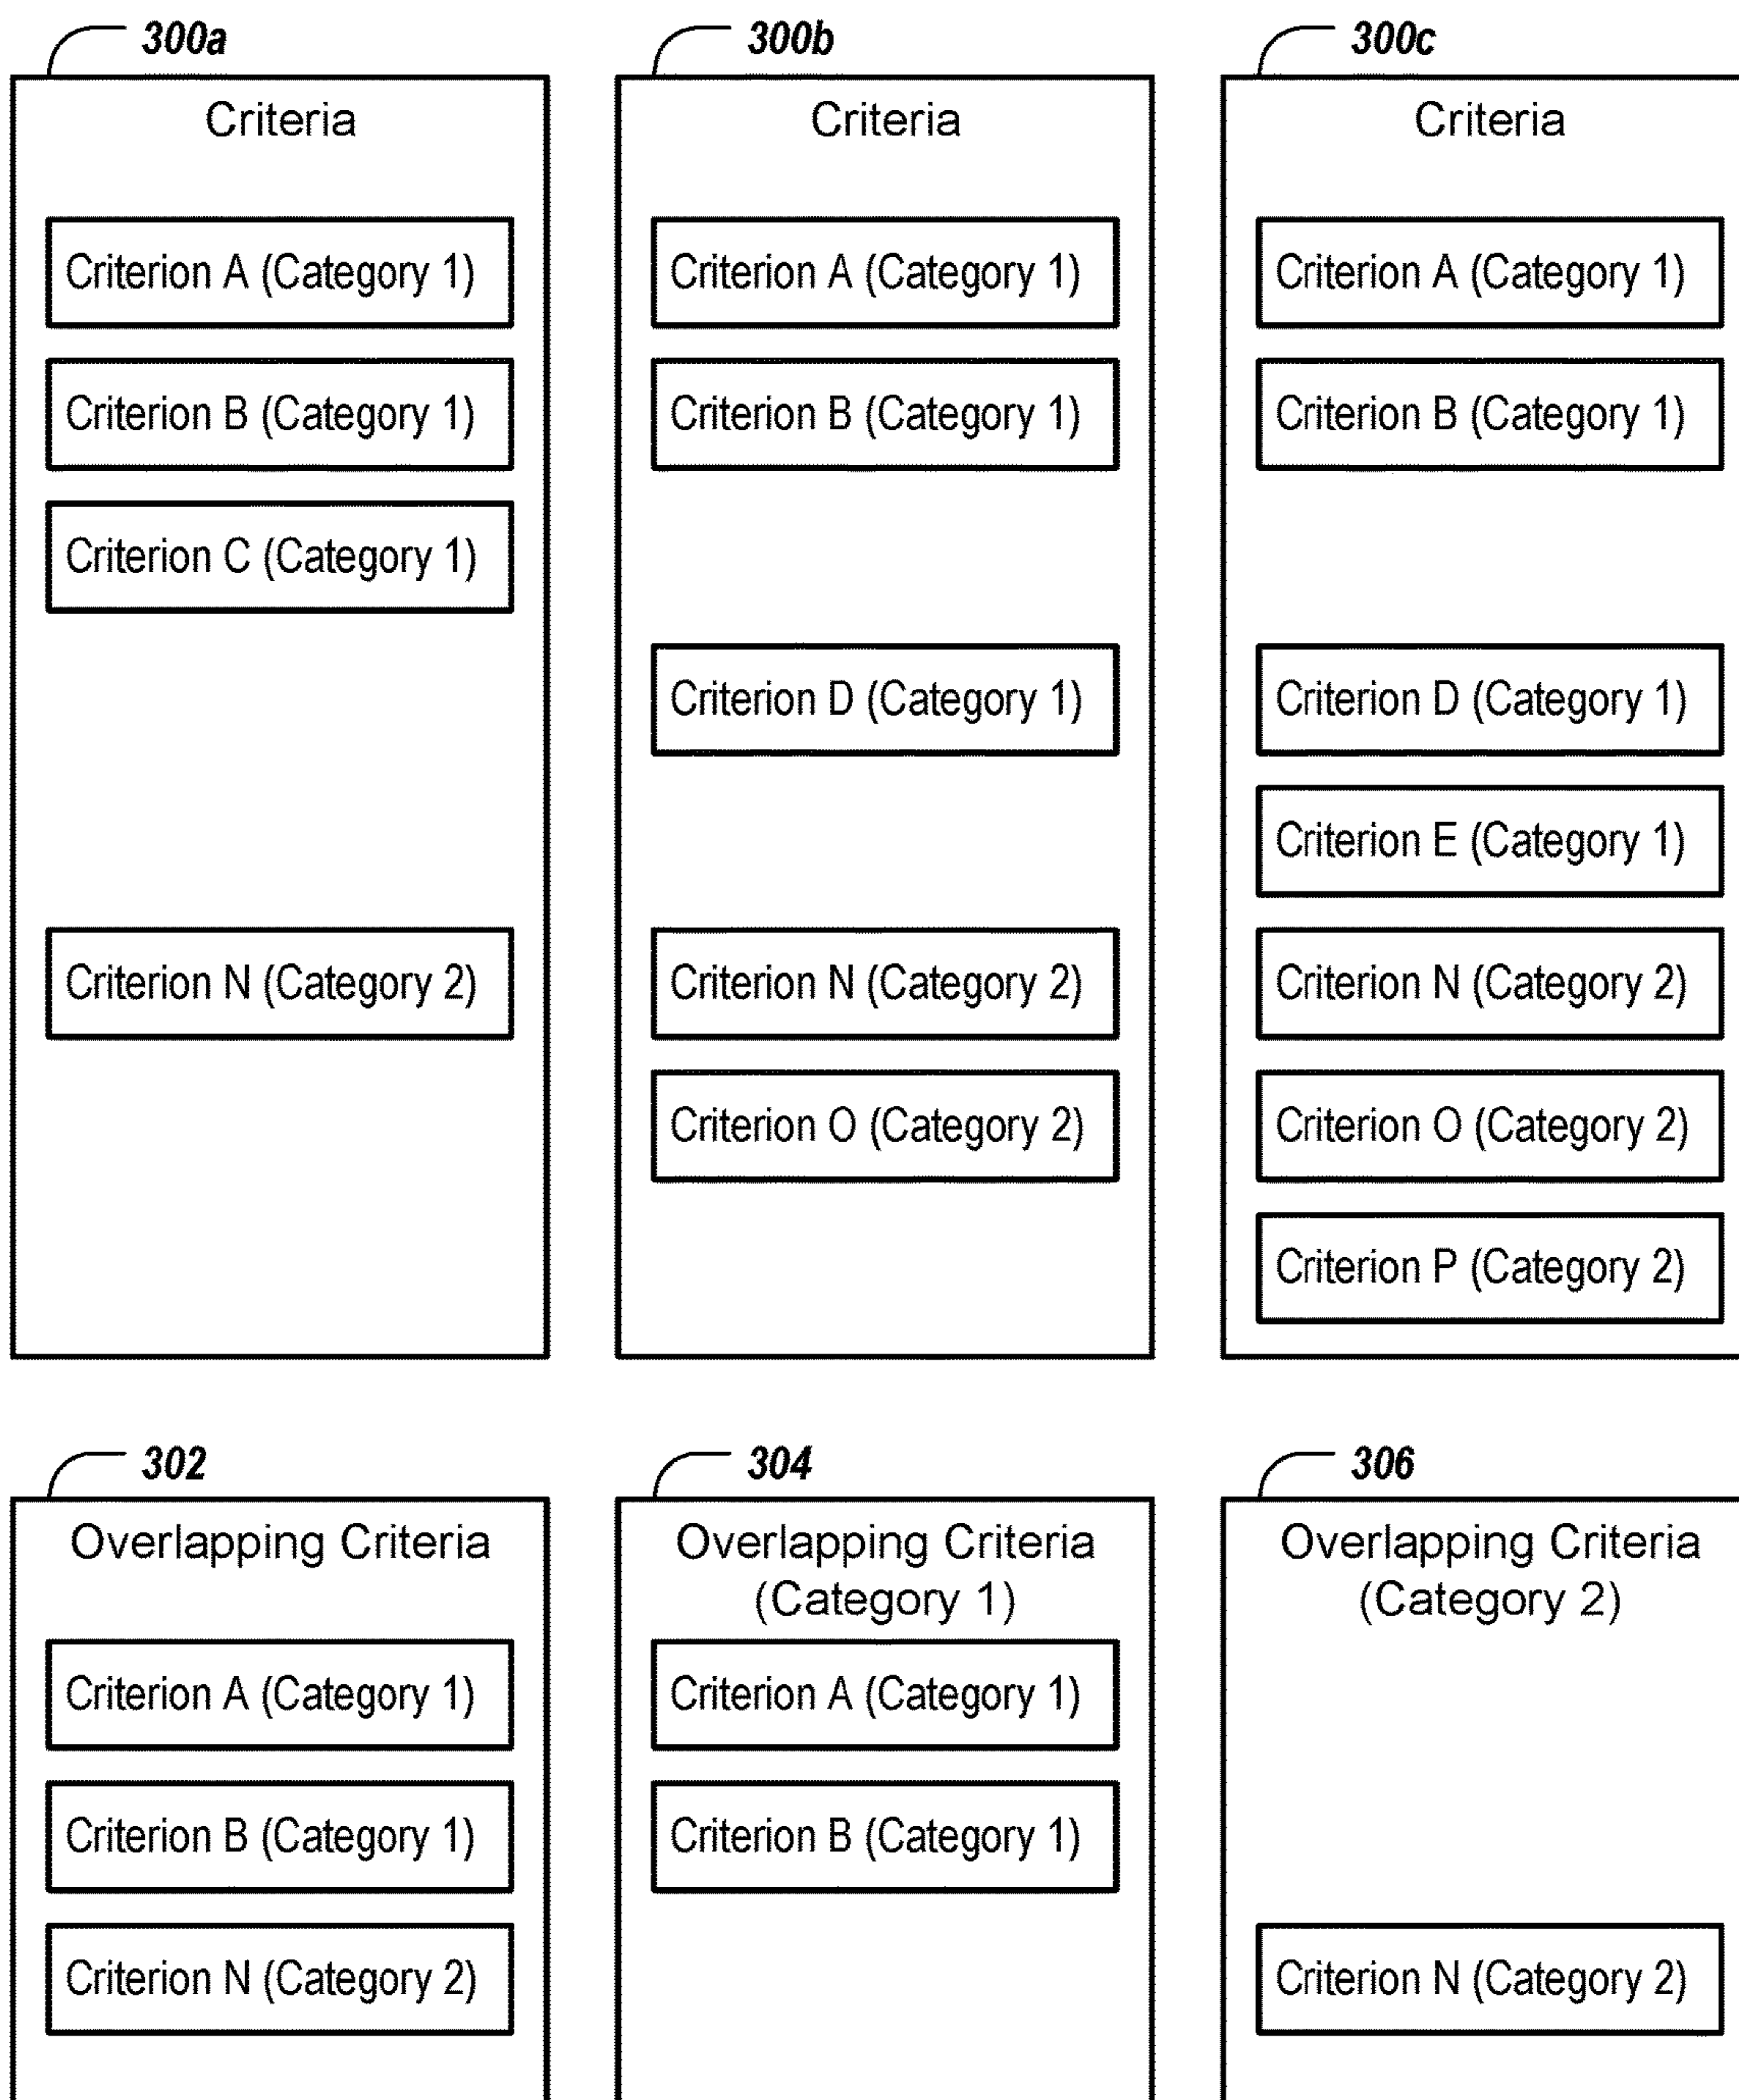 300a
Criteria
Criterion A (Category 1)
Criterion B (Category 1)
Criterion C (Category 1)
Criterion N (Category 2)
300b
Criteria
Criterion A (Category 1)
Criterion B (Category 1)
Criterion D (Category 1)
Criterion N (Category 2)
Criterion O (Category 2)
300c
Criteria
Criterion A (Category 1)
Criterion B (Category 1)
Criterion D (Category 1)
Criterion E (Category 1)
Criterion N (Category 2)
Criterion O (Category 2)
Criterion P (Category 2)
302
Overlapping Criteria
Criterion A (Category 1)
Criterion B (Category 1)
Criterion N (Category 2)
304
Overlapping Criteria
(Category 1)
Criterion A (Category 1)
Criterion B (Category 1)
306
Overlapping Criteria
(Category 2)
Criterion N (Category 2)